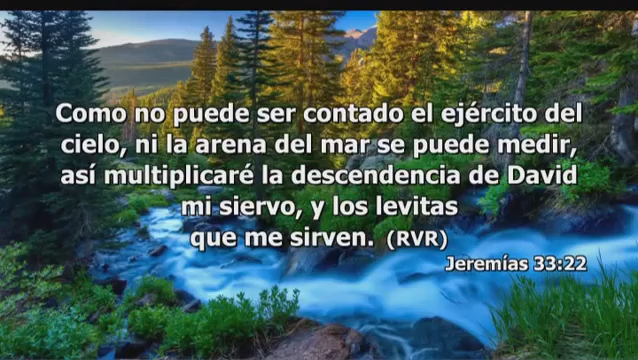 Como no puede ser contado el ejército del
cielo, ni la arena del mar se puede medir,
así multiplicaré la descendencia de David
mi siervo, y los levitas
que me sirven. (RVR)
Jeremías 33:22